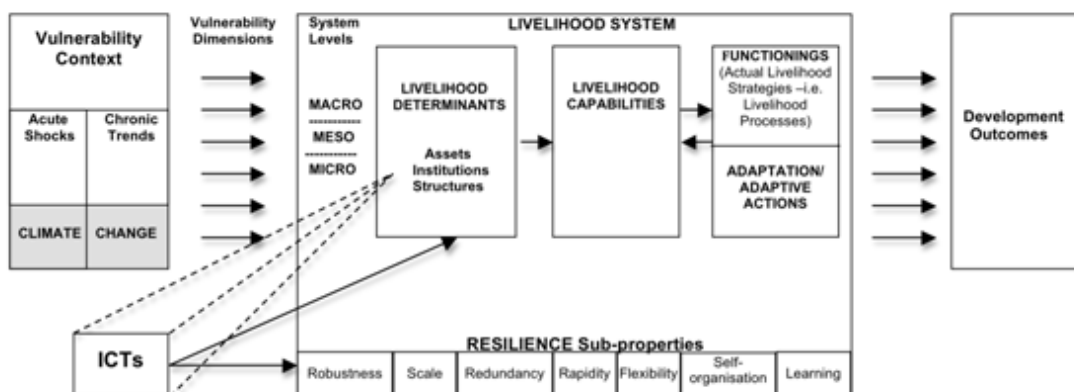 Vulnerability
Context
Acute
Shocks
Chronic
Trends
CLIMATE
CHANGE
Vulnerability
Dimensions
LIVELIHOOD SYSTEM
System
Levels
MACRO
MESO
MICRO
LIVELIHOOD
DETERMINANTS
Assets
Institutions
Structures
LIVELIHOOD
CAPABILITIES
FUNCTIONINGS
(Actual Livelihood
Strategies –i.e.
Livelihood
Processes)
ADAPTATION/
ADAPTIVE
ACTIONS
Development
Outcomes
ICTs
RESILIENCE Sub-properties
Robustness
Scale
Redundancy
Rapidity
Flexibility
Self-
organisation
Learning